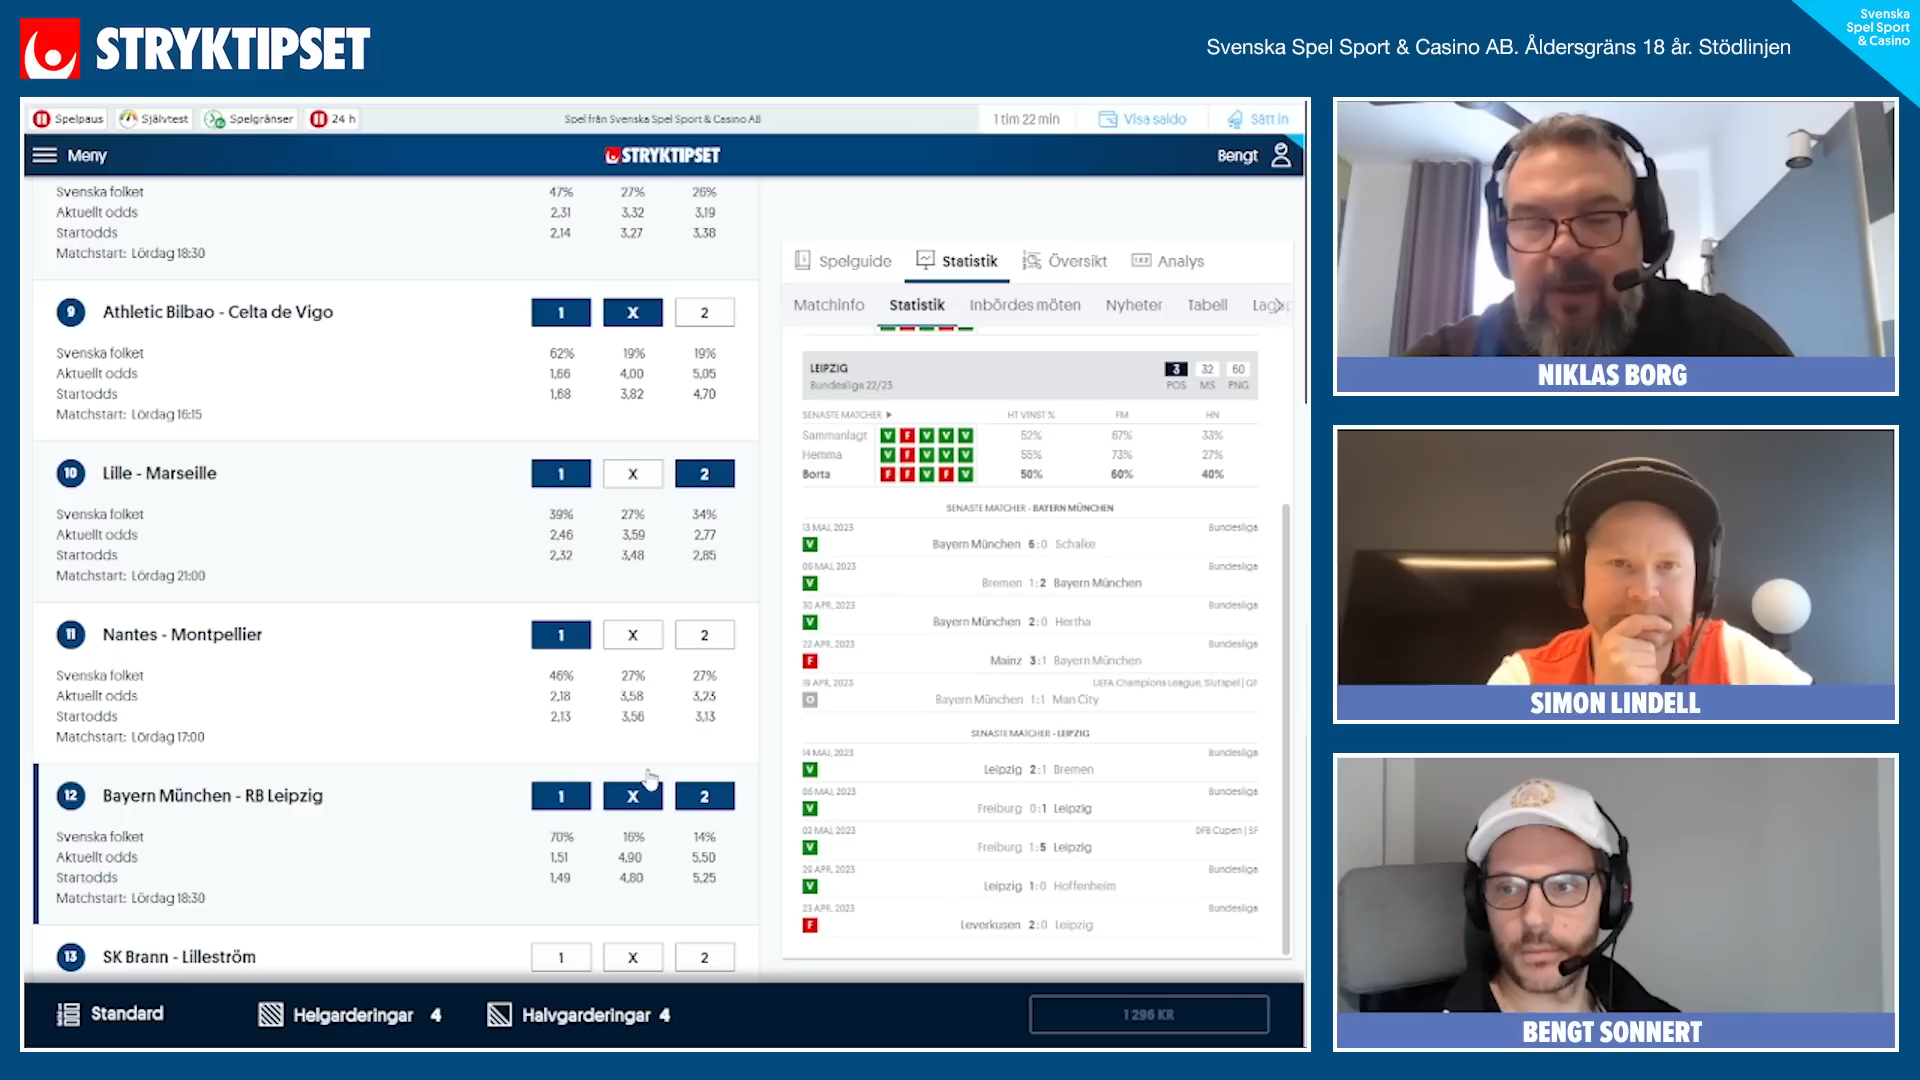 STRYKTIPSET
Svenska Spel Sport & Casino AB. Åldersgräns 18 år. Stödlinjen
Svenska
Spel Sport
& Casino
Spelpaus
Självtest
Spelgränser
24 h
Spel från Svenska Spel Sport & Casino AB
1 tim 22 min
Visa saldo
Sätt in
Meny
STRYKTIPSET
Bengt
Svenska folket 47% 27% 26%
Aktuellt odds 2,31 3,32 3,19
Startodds 2,14 3,27 3,38
Matchstart: Lördag 18:30
9 Athletic Bilbao - Celta de Vigo 1 X 2
Svenska folket 62% 19% 19%
Aktuellt odds 1,66 4,00 5,05
Startodds 1,68 3,82 4,70
Matchstart: Lördag 16:15
10 Lille - Marseille 1 X 2
Svenska folket 39% 27% 34%
Aktuellt odds 2,46 3,59 2,77
Startodds 2,32 3,48 2,85
Matchstart: Lördag 21:00
11 Nantes - Montpellier 1 X 2
Svenska folket 46% 27% 27%
Aktuellt odds 2,18 3,58 3,23
Startodds 2,13 3,56 3,13
Matchstart: Lördag 17:00
12 Bayern München - RB Leipzig 1 X 2
Svenska folket 70% 16% 14%
Aktuellt odds 1,51 4,90 5,50
Startodds 1,49 4,80 5,25
Matchstart: Lördag 18:30
13 SK Brann - Lilleström 1 X 2
Standard
Helgarderingar 4
Halvgarderingar 4
1 296 KR
Spelguide Statistik Översikt Analys
Matchinfo Statistik Inbördes möten Nyheter Tabell
LEIPZIG 3 32 60
Bundesliga 22/23 POS MS PNG
SENASTE MATCHER HT VINST % FM HN
Sammanlagt V F V V V 52% 67% 33%
Hemma V F V V V 55% 73% 27%
Borta F F V F V 50% 60% 40%
SENASTE MATCHER - BAYERN MÜNCHEN
13 MAJ, 2023 Bundesliga
V Bayern München 6:0 Schalke
06 MAJ, 2023 Bundesliga
V Bremen 1:2 Bayern München
30 APR, 2023 Bundesliga
V Bayern München 2:0 Hertha
22 APR, 2023 Bundesliga
F Mainz 3:1 Bayern München
19 APR, 2023 UEFA Champions League, Slutspel | QF
O Bayern München 1:1 Man City
SENASTE MATCHER - LEIPZIG
14 MAJ, 2023 Bundesliga
V Leipzig 2:1 Bremen
06 MAJ, 2023 Bundesliga
V Freiburg 0:1 Leipzig
02 MAJ, 2023 DFB Cupen | SF
V Freiburg 1:5 Leipzig
29 APR, 2023 Bundesliga
V Leipzig 1:0 Hoffenheim
23 APR, 2023 Bundesliga
F Leverkusen 2:0 Leipzig
NIKLAS BORG
SIMON LINDELL
BENGT SONNERT